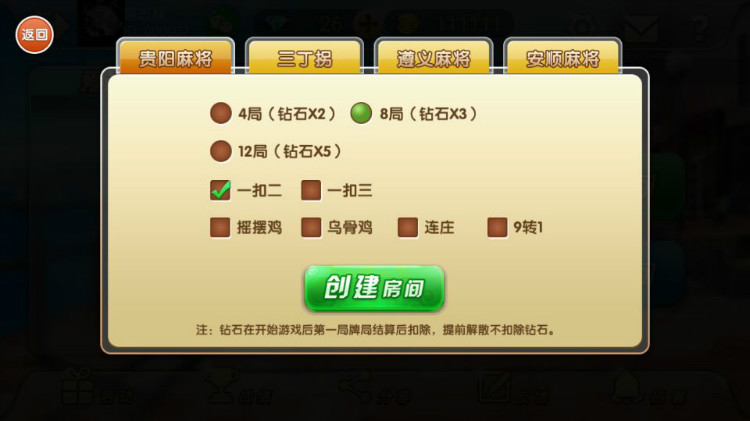 返回
贵阳麻将 三丁拐 遵义麻将 安顺麻将
4局（钻石X2） 8局（钻石X3）
12局（钻石X5）
一扣二 一扣三
摇摆鸡 乌骨鸡 连庄 9转1
创建房间
注：钻石在开始游戏后第一局牌局结算后扣除，提前解散不扣除钻石。